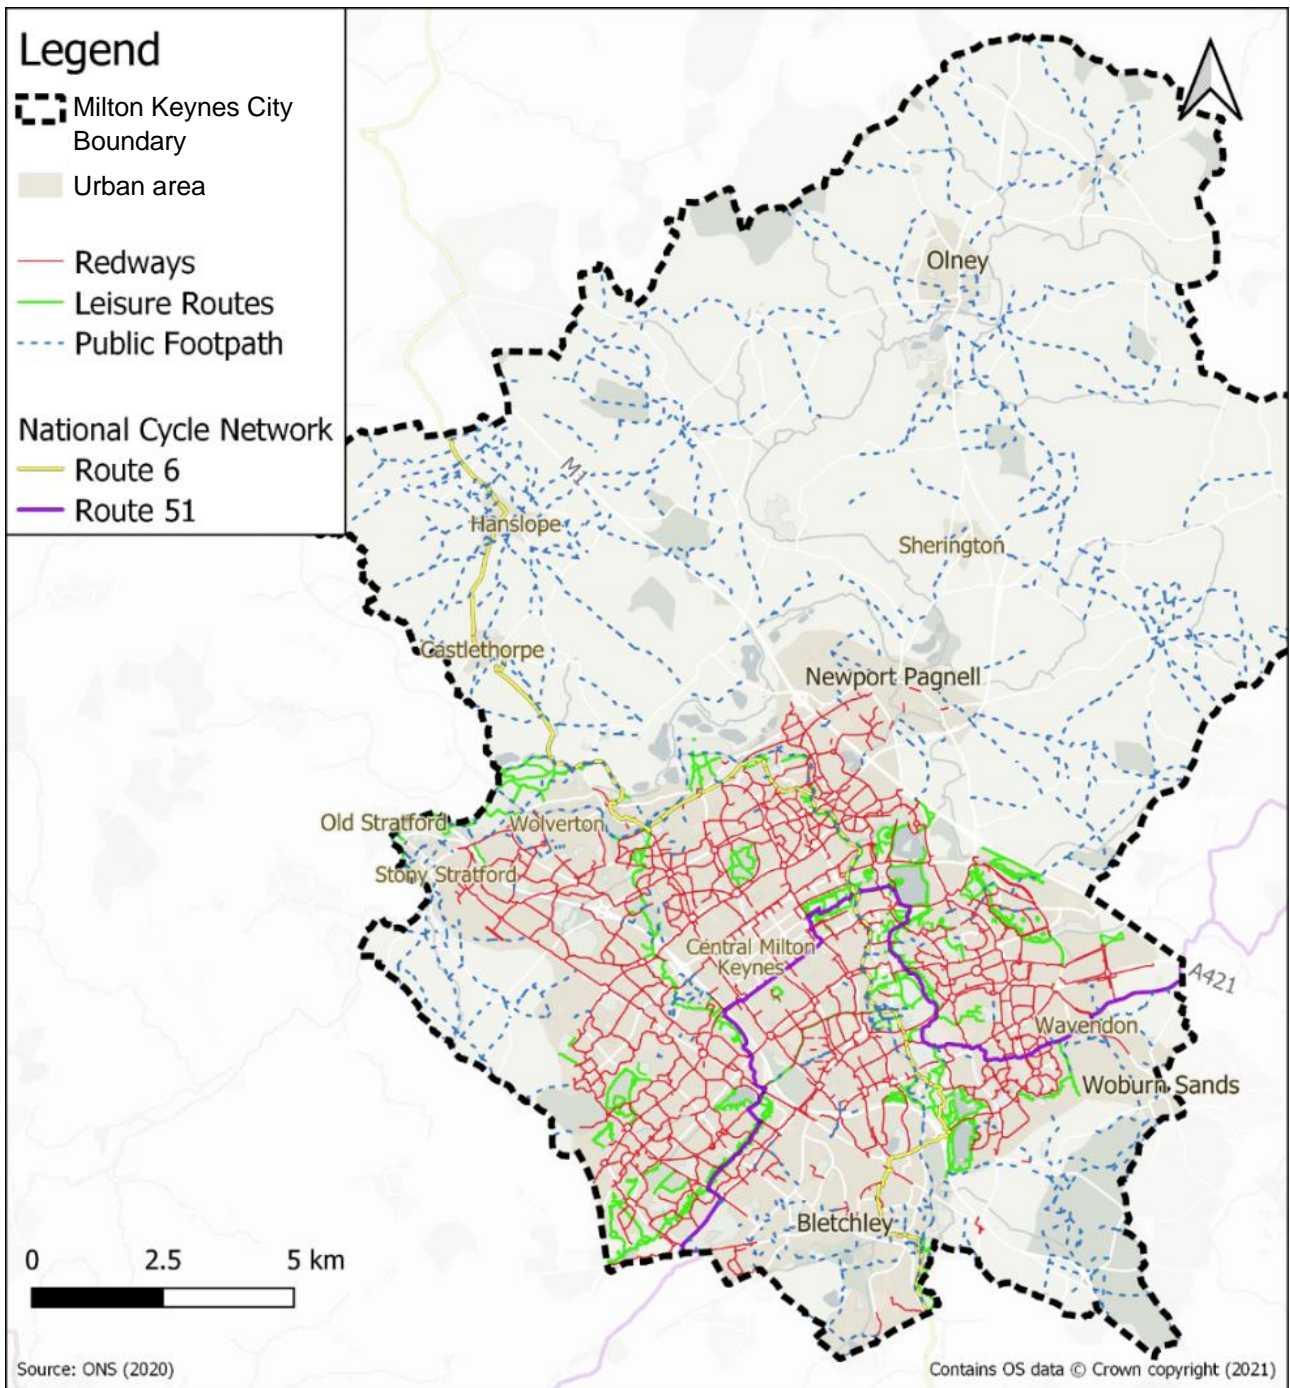 Legend
Milton Keynes City
Boundary
Urban area
Redways
Leisure Routes
Public Footpath
National Cycle Network
Route 6
Route 51
Olney
M1
Hanslope
Sherington
Castlethorpe
Newport Pagnell
Old Stratford
Wolverton
Stony Stratford
Central Milton
Keynes
A421
Wavendon
Woburn Sands
Bletchley
0 2.5 5 km
Source: ONS (2020)
Contains OS data © Crown copyright (2021)